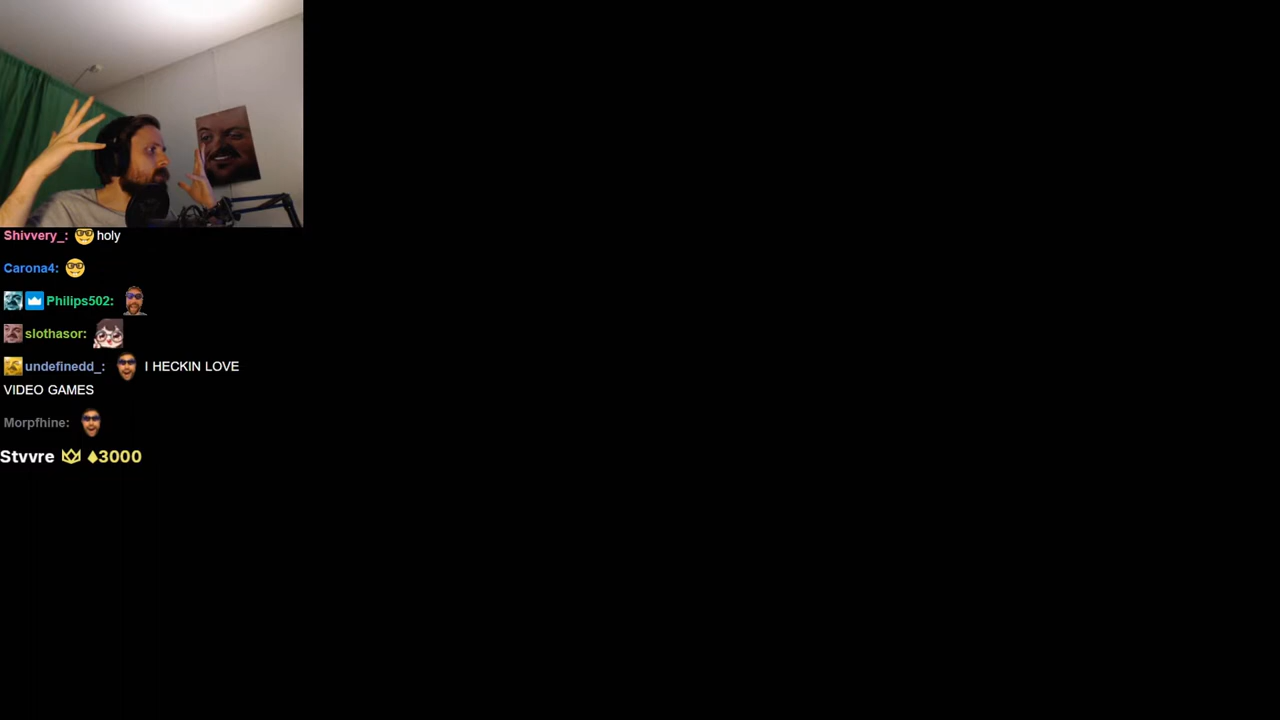 Shivvery_: holy
Carona4:
Philips502:
slothasor:
undefinedd_: I HECKIN LOVE
VIDEO GAMES
Morpfhine:
Stvvre 3000